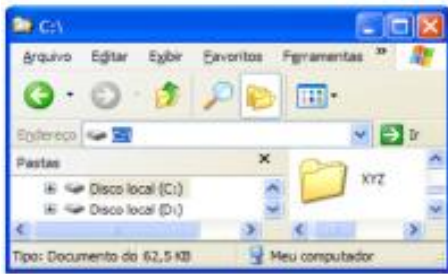 C:\
Arquivo Editar Exibir Favoritos Ferramentas »
Ir
Endereço C:\
Pastas ×
Disco local (C:)
Disco local (D:)
XYZ
Tipo: Documento do 62,5 KB Meu computador